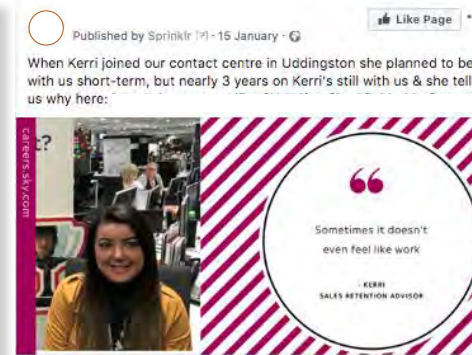 Like Page
Published by Sprinklr [?] · 15 January ·
When Kerri joined our contact centre in Uddingston she planned to be
with us short-term, but nearly 3 years on Kerri's still with us & she tell
us why here:
careers.sky.com
t?
“
Sometimes it doesn't
even feel like work
- KERRI
SALES RETENTION ADVISOR